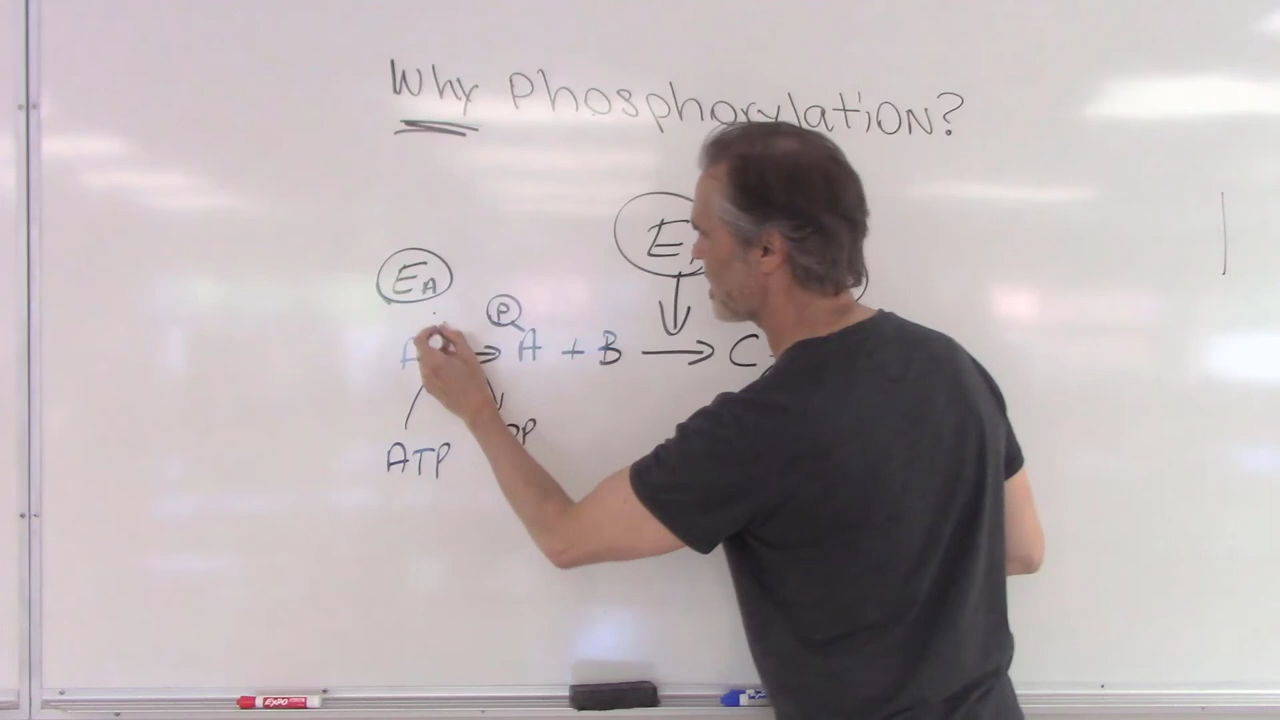 Why Phosphorylation?
E
EA
P
A → A + B → C
ATP
EXPO